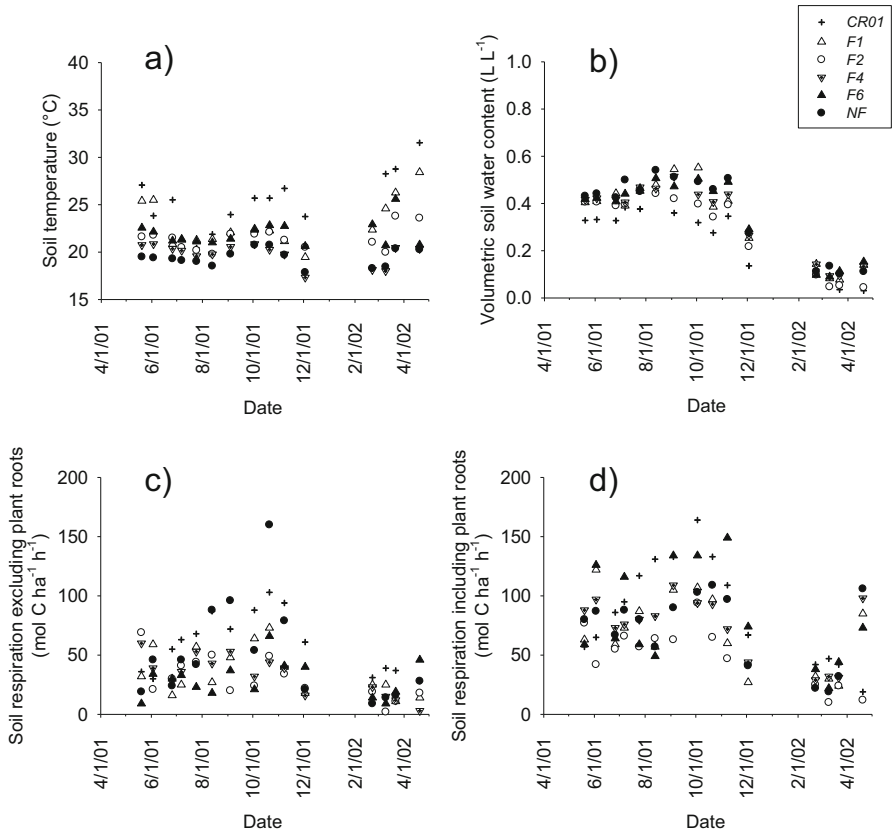 a)
Soil temperature (°C)
40
35
30
25
20
15
4/1/01
6/1/01
8/1/01
10/1/01
12/1/01
2/1/02
4/1/02
Date
b)
Volumetric soil water content (L L⁻¹)
1.0
0.8
0.6
0.4
0.2
0.0
4/1/01
6/1/01
8/1/01
10/1/01
12/1/01
2/1/02
4/1/02
Date
CR01
F1
F2
F4
F6
NF
c)
Soil respiration excluding plant roots
(mol C ha⁻¹ h⁻¹)
200
150
100
50
0
4/1/01
6/1/01
8/1/01
10/1/01
12/1/01
2/1/02
4/1/02
Date
d)
Soil respiration including plant roots
(mol C ha⁻¹ h⁻¹)
200
150
100
50
0
4/1/01
6/1/01
8/1/01
10/1/01
12/1/01
2/1/02
4/1/02
Date